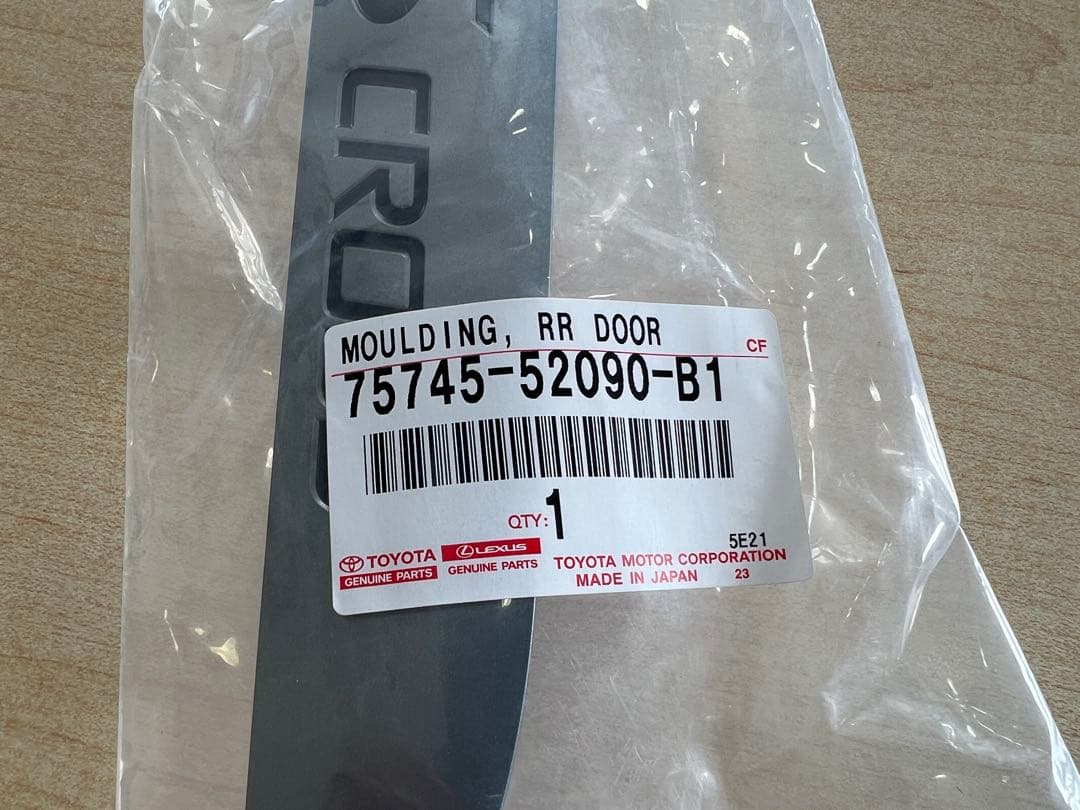 CRO
MOULDING, RR DOOR
CF
75745-52090-B1
QTY: 1
5E21
TOYOTA
GENUINE PARTS
LEXUS
GENUINE PARTS
TOYOTA MOTOR CORPORATION
MADE IN JAPAN 23